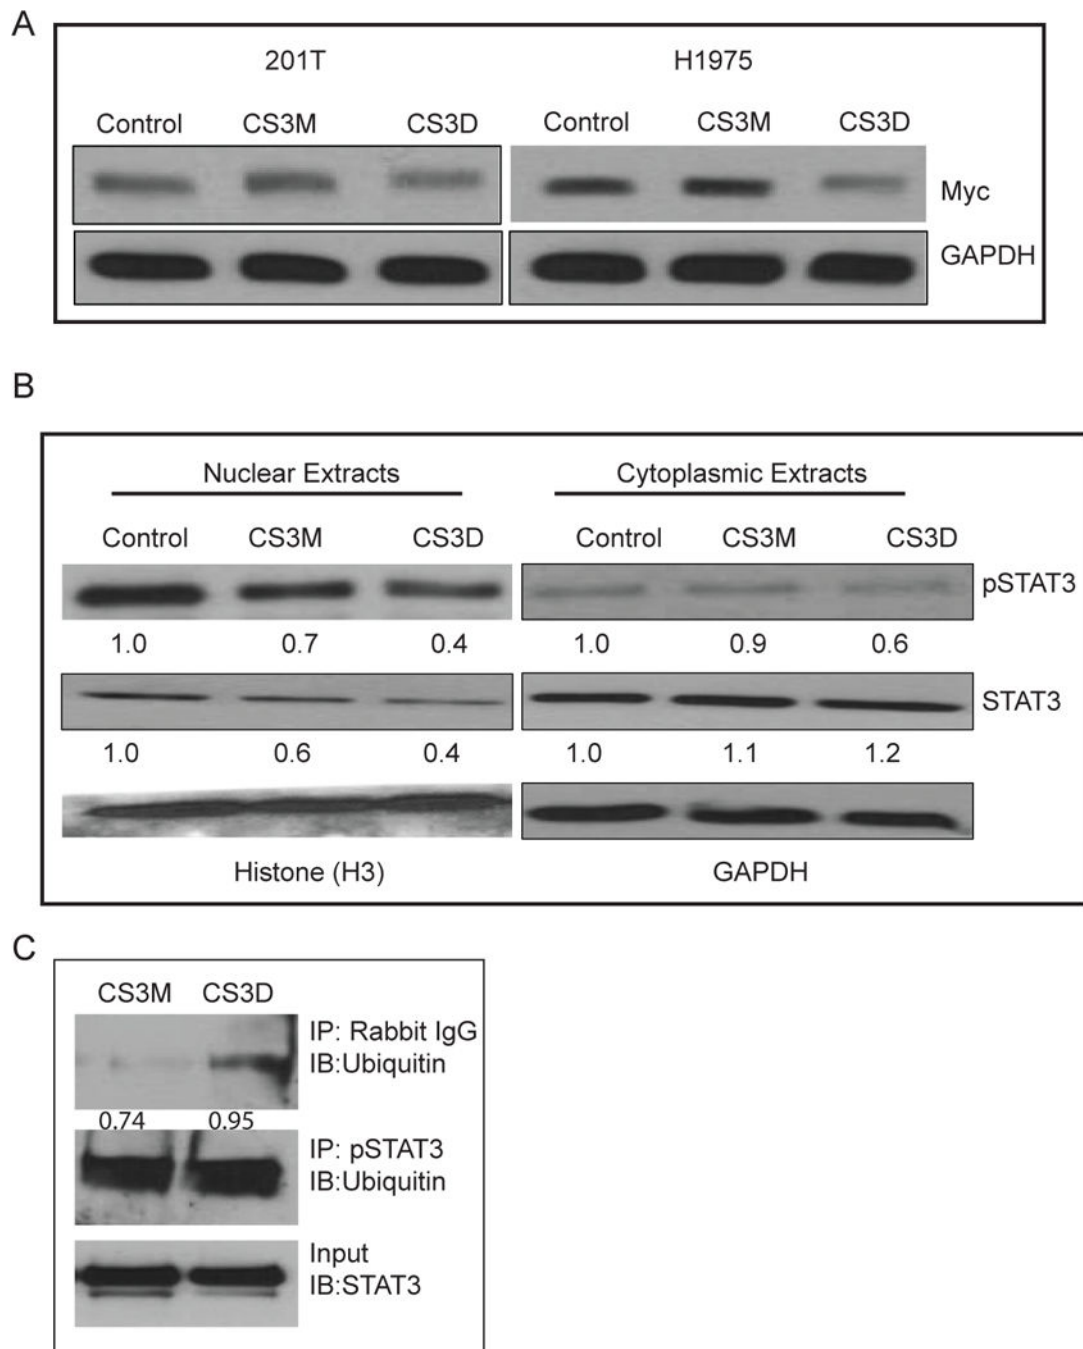 A
201T H1975
Control CS3M CS3D Control CS3M CS3D
Myc
GAPDH
B
Nuclear Extracts Cytoplasmic Extracts
Control CS3M CS3D Control CS3M CS3D
pSTAT3
1.0 0.7 0.4 1.0 0.9 0.6
STAT3
1.0 0.6 0.4 1.0 1.1 1.2
Histone (H3) GAPDH
C
CS3M CS3D
IP: Rabbit IgG
IB:Ubiquitin
0.74 0.95
IP: pSTAT3
IB:Ubiquitin
Input
IB:STAT3